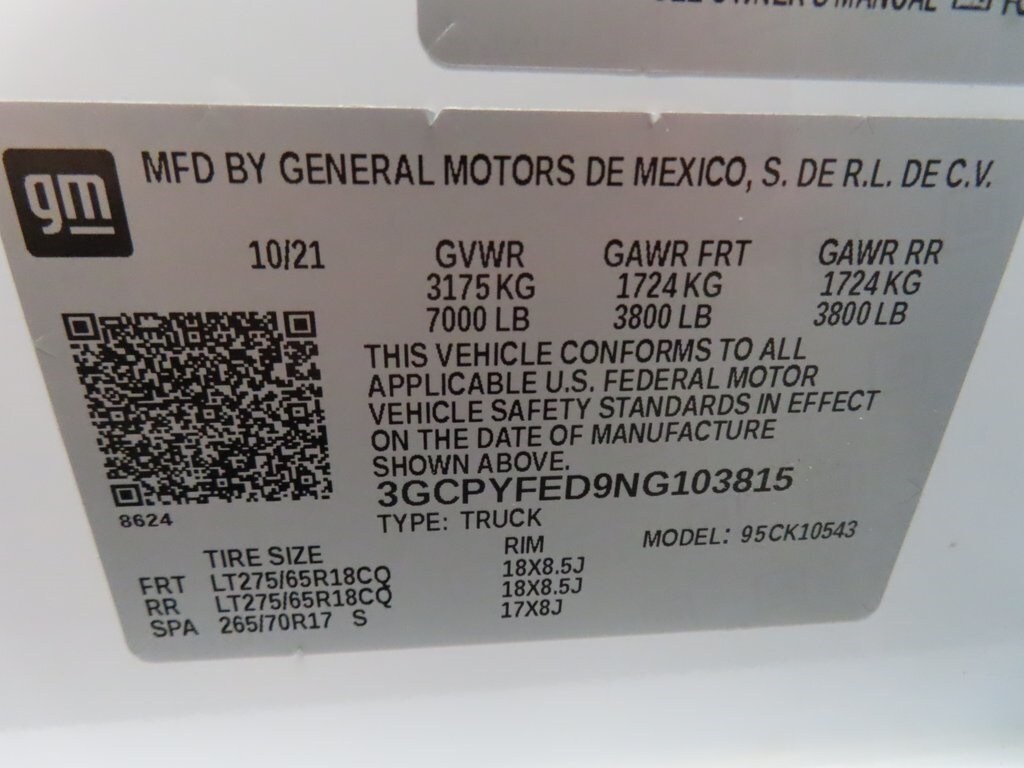 OWNER'S MANUAL
gm
MFD BY GENERAL MOTORS DE MEXICO, S. DE R.L. DE C.V.
10/21 GVWR GAWR FRT GAWR RR
3175 KG 1724 KG 1724 KG
7000 LB 3800 LB 3800 LB
THIS VEHICLE CONFORMS TO ALL
APPLICABLE U.S. FEDERAL MOTOR
VEHICLE SAFETY STANDARDS IN EFFECT
ON THE DATE OF MANUFACTURE
SHOWN ABOVE.
3GCPYFED9NG103815
8624
TYPE: TRUCK
MODEL: 95CK10543
TIRE SIZE RIM
FRT LT275/65R18CQ 18X8.5J
RR LT275/65R18CQ 18X8.5J
SPA 265/70R17 S 17X8J